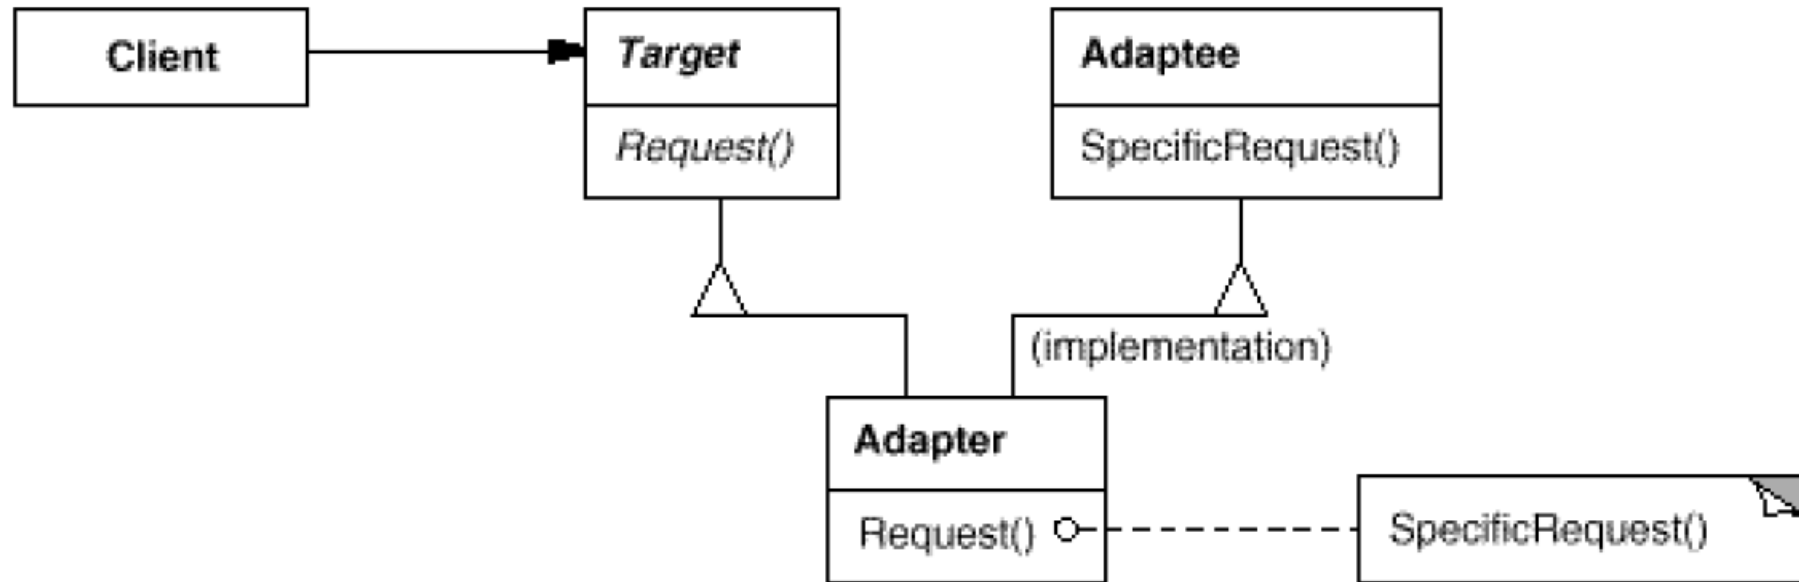 Client
Target
Request()
Adaptee
SpecificRequest()
(implementation)
Adapter
Request()
SpecificRequest()